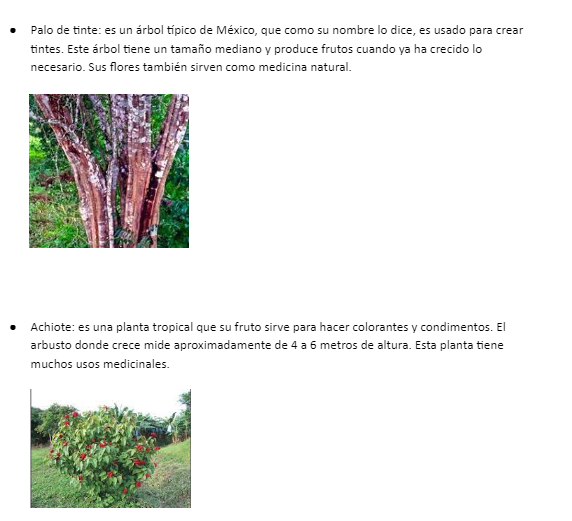 • Palo de tinte: es un árbol típico de México, que como su nombre lo dice, es usado para crear
tintes. Este árbol tiene un tamaño mediano y produce frutos cuando ya ha crecido lo
necesario. Sus flores también sirven como medicina natural.
• Achiote: es una planta tropical que su fruto sirve para hacer colorantes y condimentos. El
arbusto donde crece mide aproximadamente de 4 a 6 metros de altura. Esta planta tiene
muchos usos medicinales.